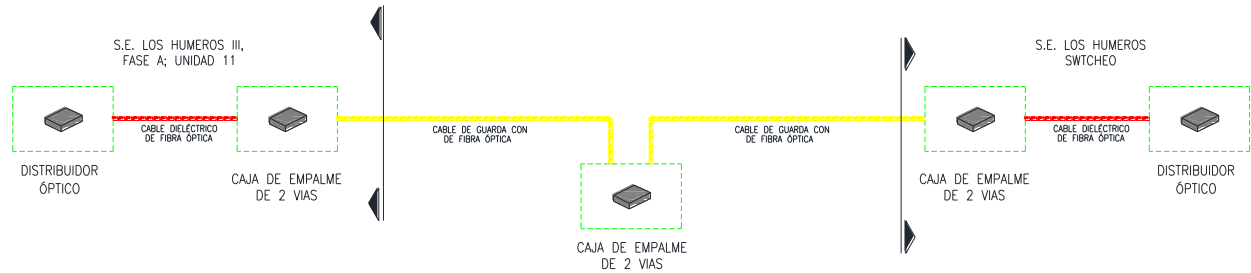 S.E. LOS HUMEROS III,
FASE A; UNIDAD 11
CABLE DIELÉCTRICO
DE FIBRA ÓPTICA
DISTRIBUIDOR
ÓPTICO
CAJA DE EMPALME
DE 2 VIAS
CABLE DE GUARDA CON
DE FIBRA ÓPTICA
CAJA DE EMPALME
DE 2 VIAS
CABLE DE GUARDA CON
DE FIBRA ÓPTICA
S.E. LOS HUMEROS
SWTCHEO
CABLE DIELÉCTRICO
DE FIBRA ÓPTICA
CAJA DE EMPALME
DE 2 VIAS
DISTRIBUIDOR
ÓPTICO